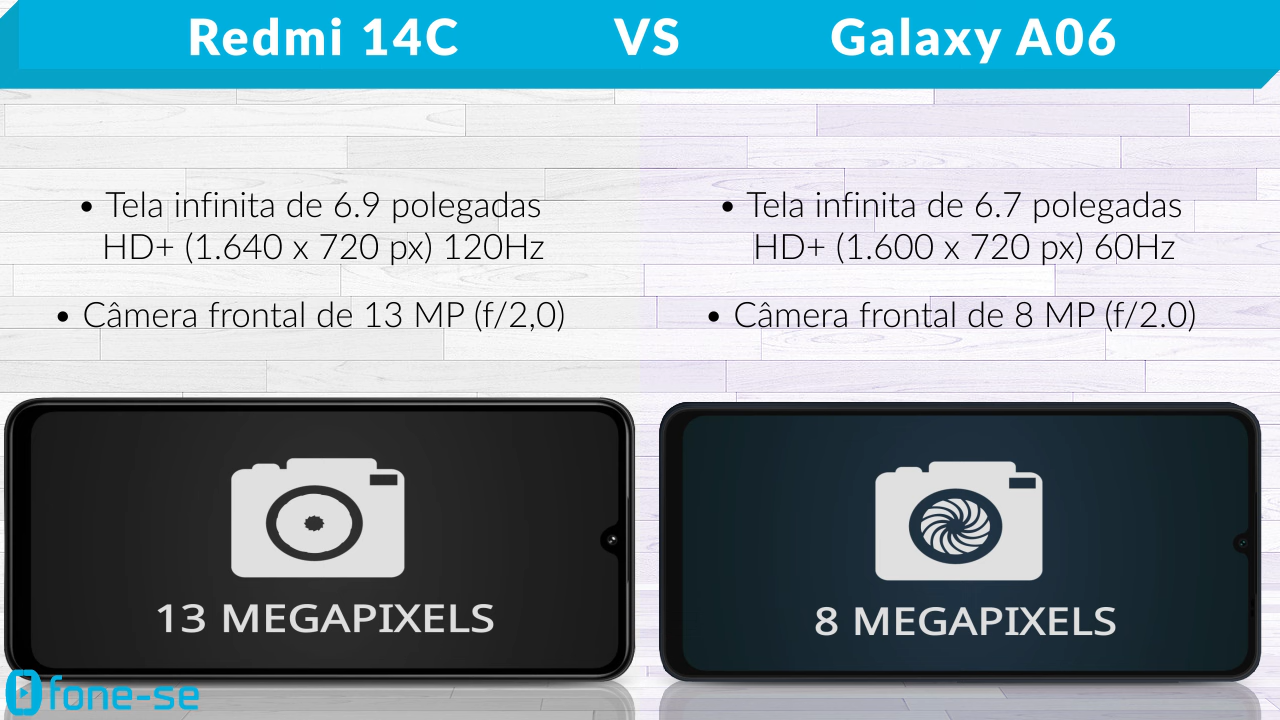 Redmi 14C VS Galaxy A06
• Tela infinita de 6.9 polegadas
HD+ (1.640 x 720 px) 120Hz
• Câmera frontal de 13 MP (f/2,0)
• Tela infinita de 6.7 polegadas
HD+ (1.600 x 720 px) 60Hz
• Câmera frontal de 8 MP (f/2.0)
13 MEGAPIXELS
8 MEGAPIXELS
fone-se